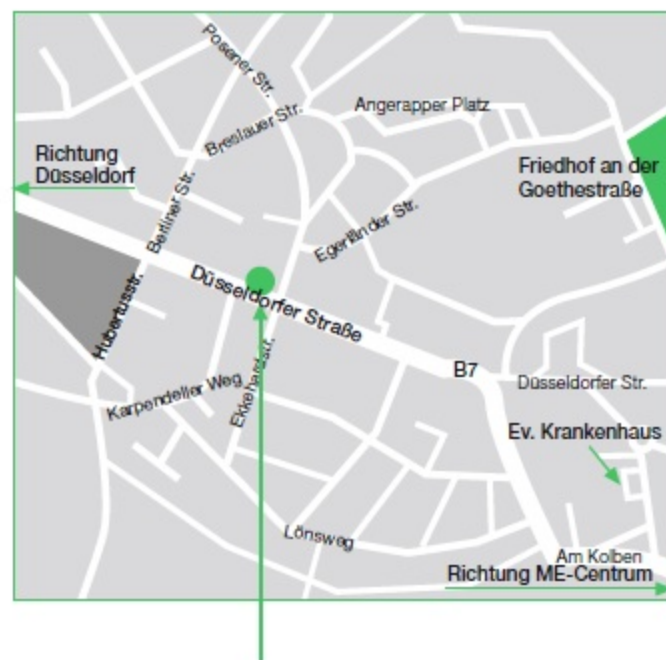 Posener Str.
Angerapper Platz
Breslauer Str.
Richtung
Düsseldorf
Friedhof an der
Goethestraße
Berliner Str.
Egerländer Str.
Düsseldorfer Straße
Hubertusstr.
B7
Düsseldorfer Str.
Karpendeller Weg
Ekkehardstr.
Ev. Krankenhaus
Lönsweg
Am Kolben
Richtung ME-Centrum